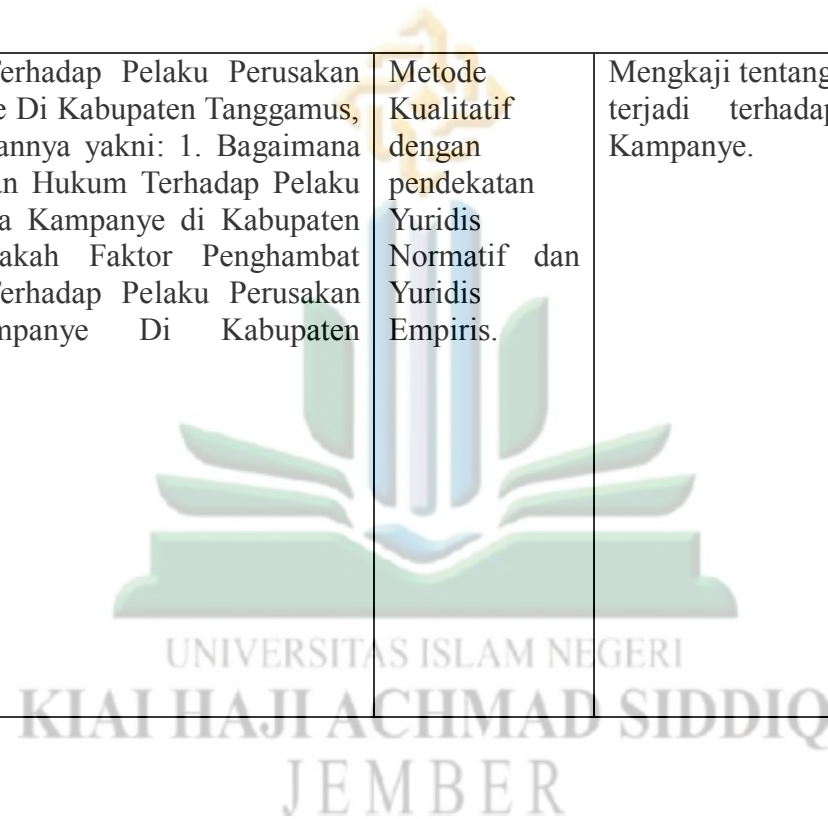 Terhadap Pelaku Perusakan
e Di Kabupaten Tanggamus,
annya yakni: 1. Bagaimana
an Hukum Terhadap Pelaku
a Kampanye di Kabupaten
akah Faktor Penghambat
Terhadap Pelaku Perusakan
mpanye Di Kabupaten
Metode
Kualitatif
dengan
pendekatan
Yuridis
Normatif dan
Yuridis
Empiris.
Mengkaji tentang
terjadi terhadap
Kampanye.
UNIVERSITAS ISLAM NEGERI
KIAI HAJI ACHMAD SIDDIQ
JEMBER